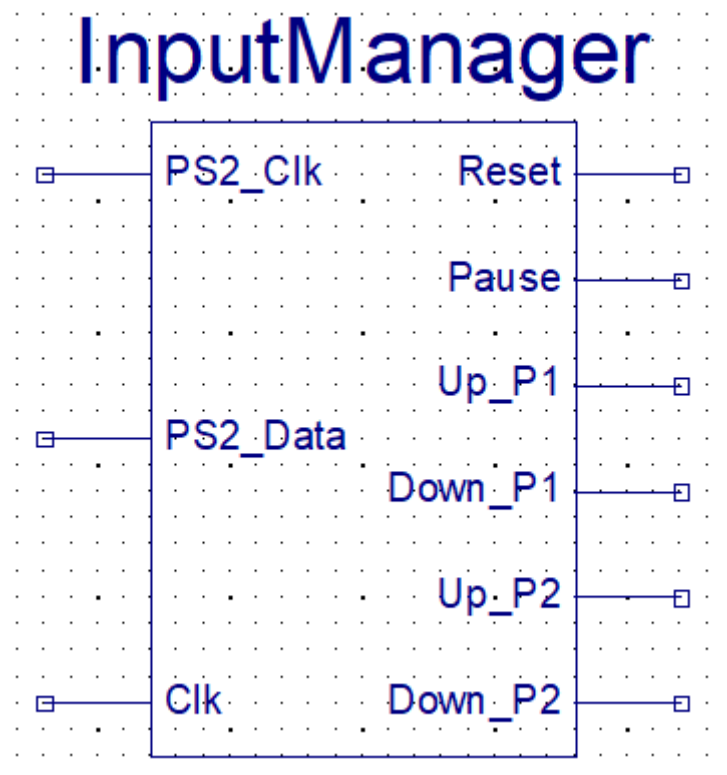 InputManager
PS2_Clk Reset
Pause
Up_P1
PS2_Data
Down_P1
Up_P2
Clk Down_P2